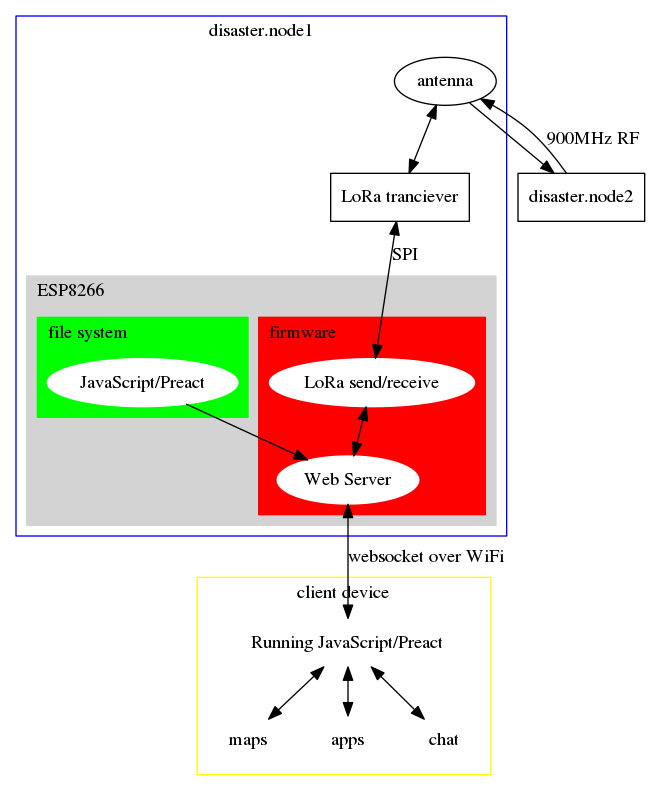 disaster.node1
antenna
900MHz RF
LoRa tranciever
disaster.node2
SPI
ESP8266
file system
firmware
JavaScript/Preact
LoRa send/receive
Web Server
websocket over WiFi
client device
Running JavaScript/Preact
maps
apps
chat